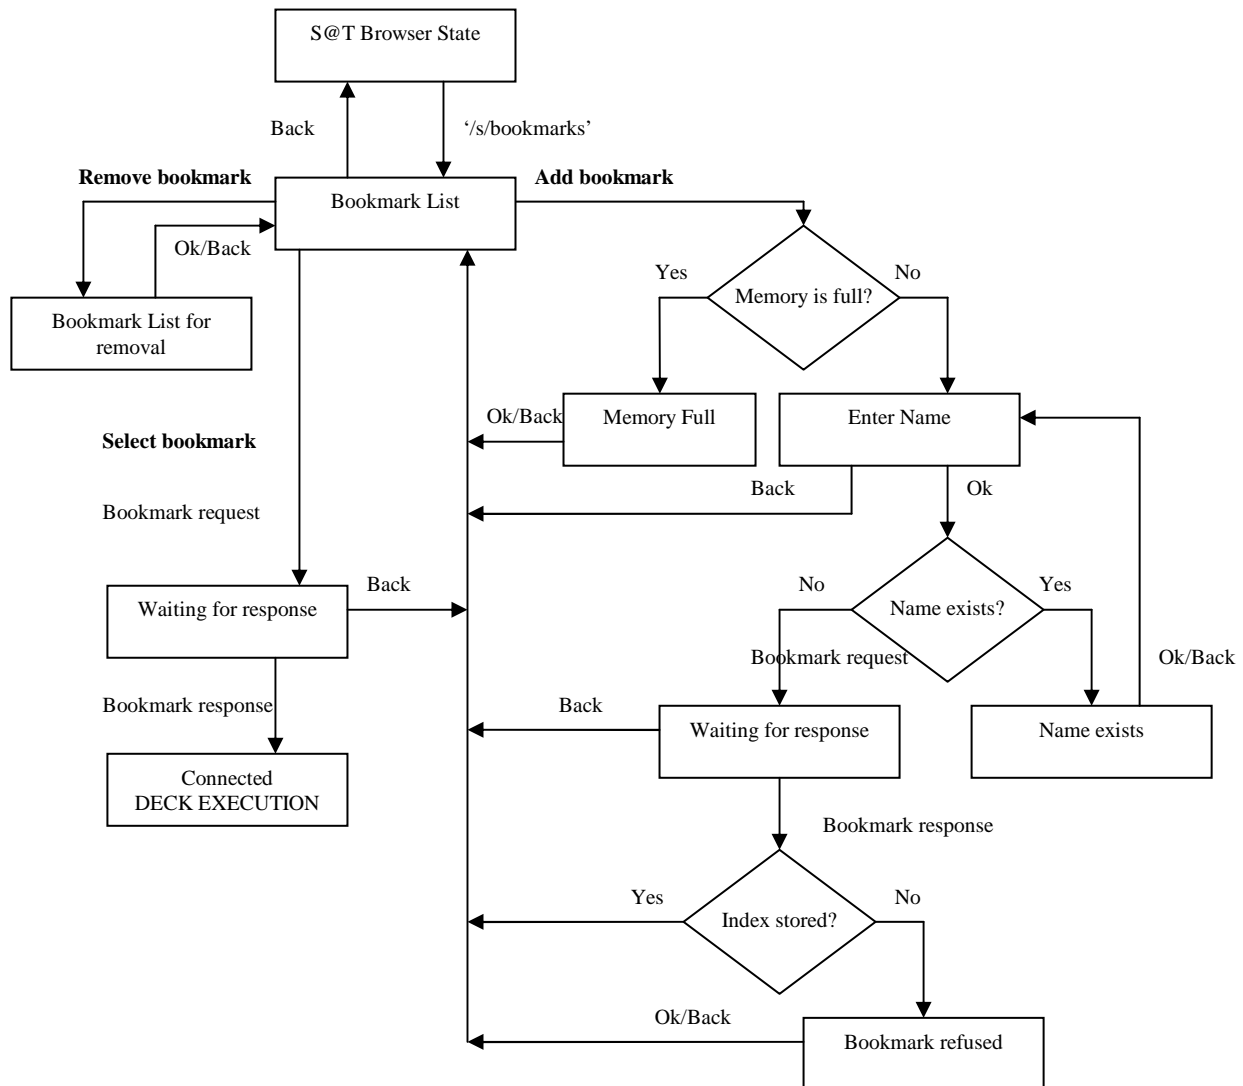 S@T Browser State
Back
‘/s/bookmarks’
Remove bookmark
Add bookmark
Bookmark List
Ok/Back
Yes
No
Memory is full?
Bookmark List for
removal
Ok/Back
Memory Full
Enter Name
Select bookmark
Back
Ok
Bookmark request
Back
No
Yes
Waiting for response
Name exists?
Bookmark request
Ok/Back
Bookmark response
Back
Waiting for response
Name exists
Connected
DECK EXECUTION
Bookmark response
Yes
No
Index stored?
Ok/Back
Bookmark refused